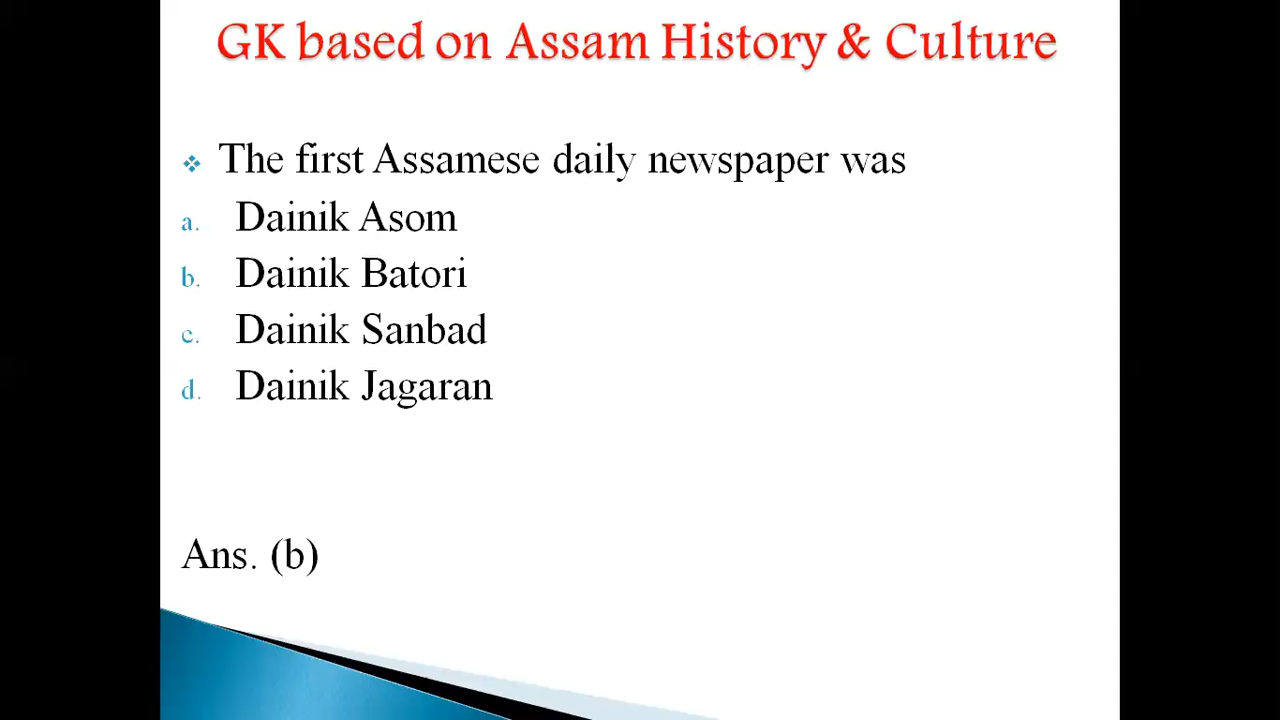 GK based on Assam History & Culture
❖ The first Assamese daily newspaper was
a. Dainik Asom
b. Dainik Batori
c. Dainik Sanbad
d. Dainik Jagaran
Ans. (b)